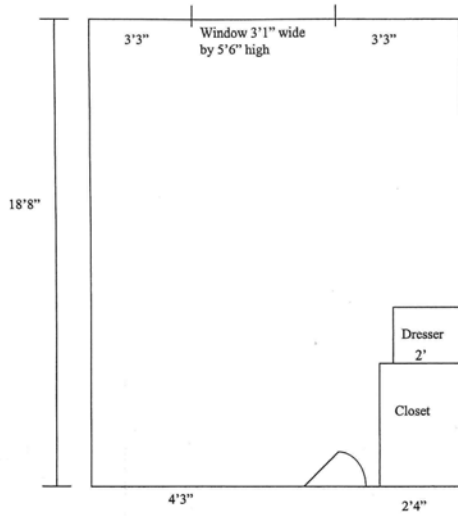 3’3” Window 3’1” wide 3’3”
by 5’6” high
18’8”
Dresser
2’
Closet
4’3”
2’4”